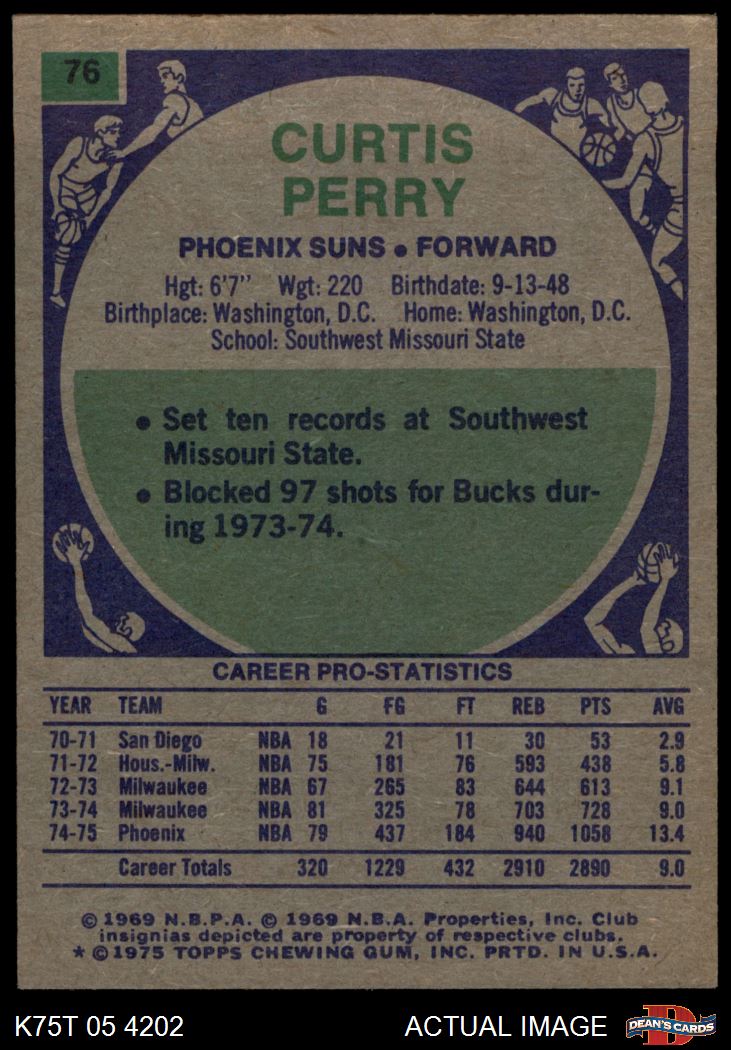 76
CURTIS
PERRY
PHOENIX SUNS • FORWARD
Hgt: 6'7" Wgt: 220 Birthdate: 9-13-48
Birthplace: Washington, D.C. Home: Washington, D.C.
School: Southwest Missouri State
• Set ten records at Southwest
Missouri State.
• Blocked 97 shots for Bucks dur-
ing 1973-74.
CAREER PRO-STATISTICS
YEAR TEAM G FG FT REB PTS AVG
70-71 San Diego NBA 18 21 11 30 53 2.9
71-72 Hous.-Milw. NBA 75 181 76 593 438 5.8
72-73 Milwaukee NBA 67 265 83 644 613 9.1
73-74 Milwaukee NBA 81 325 78 703 728 9.0
74-75 Phoenix NBA 79 437 184 940 1058 13.4
Career Totals 320 1229 432 2910 2890 9.0
© 1969 N.B.P.A. © 1969 N.B.A. Properties, Inc. Club
insignias depicted are property of respective clubs.
* © 1975 TOPPS CHEWING GUM, INC. PRTD. IN U.S.A.
K75T 05 4202 ACTUAL IMAGE DEAN'S CARDS